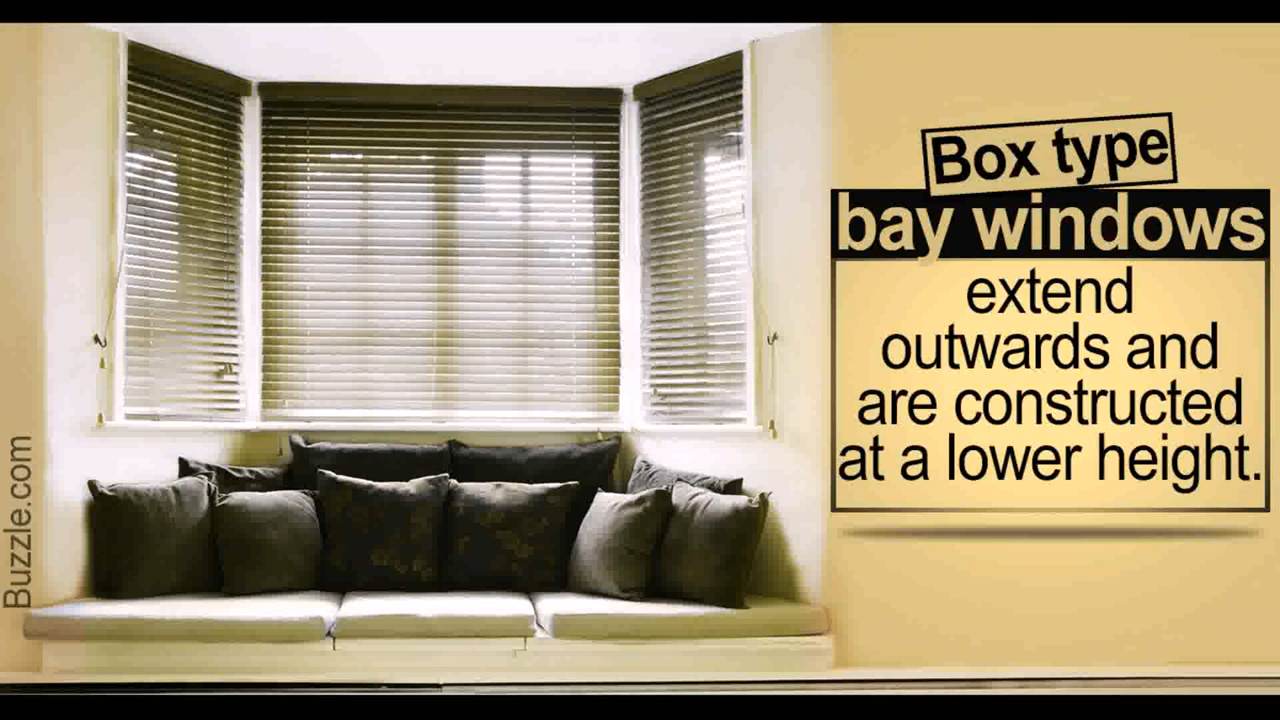 Box type
bay windows
extend
outwards and
are constructed
at a lower height.
Buzzle.com